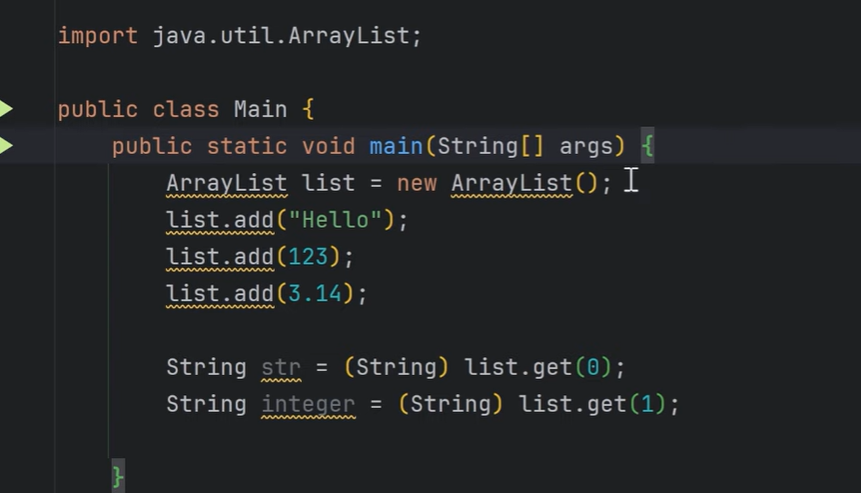 import java.util.ArrayList;
public class Main {
public static void main(String[] args) {
ArrayList list = new ArrayList();
list.add("Hello");
list.add(123);
list.add(3.14);
String str = (String) list.get(0);
String integer = (String) list.get(1);
}